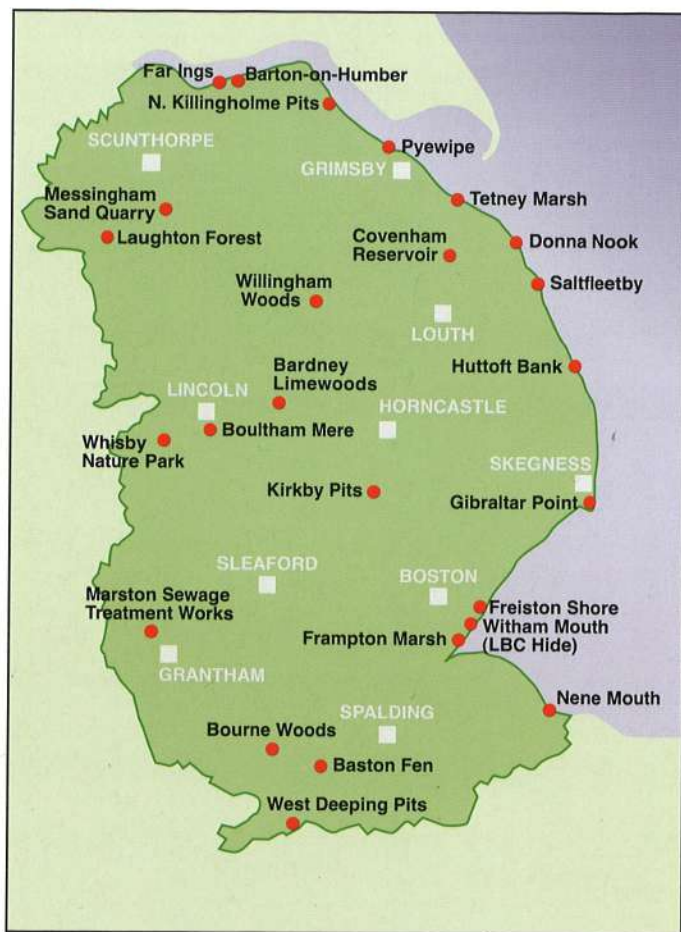 Far Ings
Barton-on-Humber
N. Killingholme Pits
SCUNTHORPE
Pyewipe
GRIMSBY
Messingham
Sand Quarry
Tetney Marsh
Laughton Forest
Covenham
Reservoir
Donna Nook
Willingham
Woods
Saltfleetby
LOUTH
Bardney
Limewoods
Huttoft Bank
LINCOLN
HORNCASTLE
Boultham Mere
Whisby
Nature Park
SKEGNESS
Kirkby Pits
Gibraltar Point
SLEAFORD
BOSTON
Marston Sewage
Treatment Works
Freiston Shore
Witham Mouth
(LBC Hide)
Frampton Marsh
GRANTHAM
Nene Mouth
SPALDING
Bourne Woods
Baston Fen
West Deeping Pits